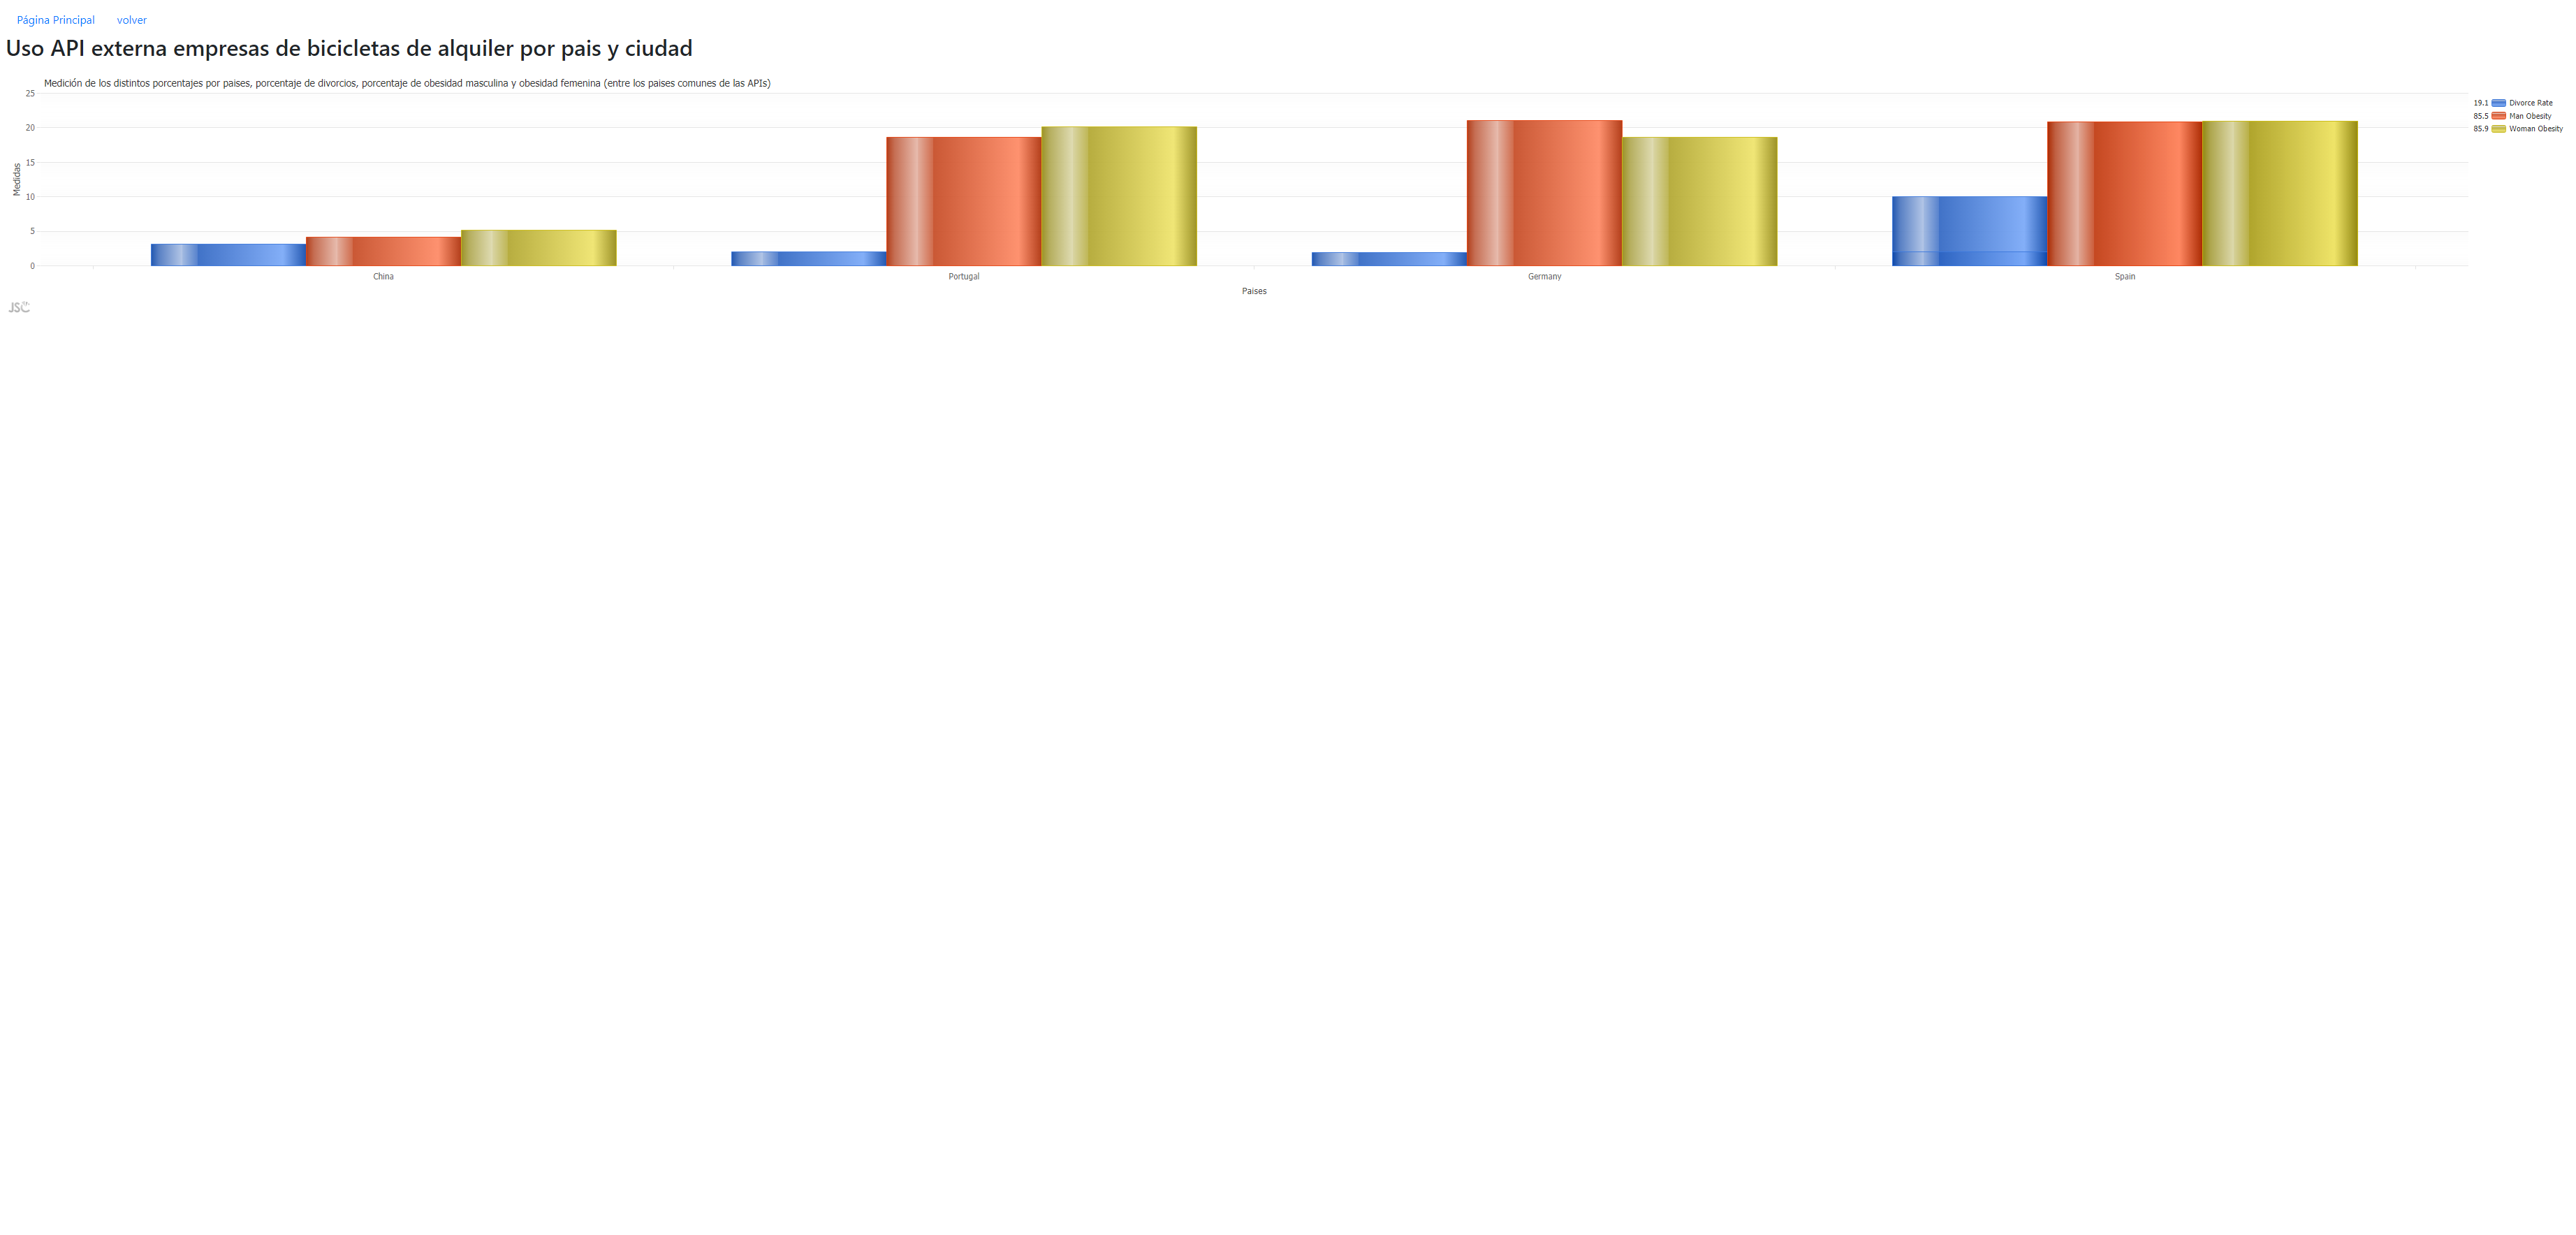 Página Principal volver
Uso API externa empresas de bicicletas de alquiler por pais y ciudad
Medición de los distintos porcentajes por paises, porcentaje de divorcios, porcentaje de obesidad masculina y obesidad femenina (entre los paises comunes de las APIs)
25
20
15
10
5
0
Medidas
19.1 Divorce Rate
85.5 Man Obesity
85.9 Woman Obesity
China Portugal Germany Spain
Paises
JSC